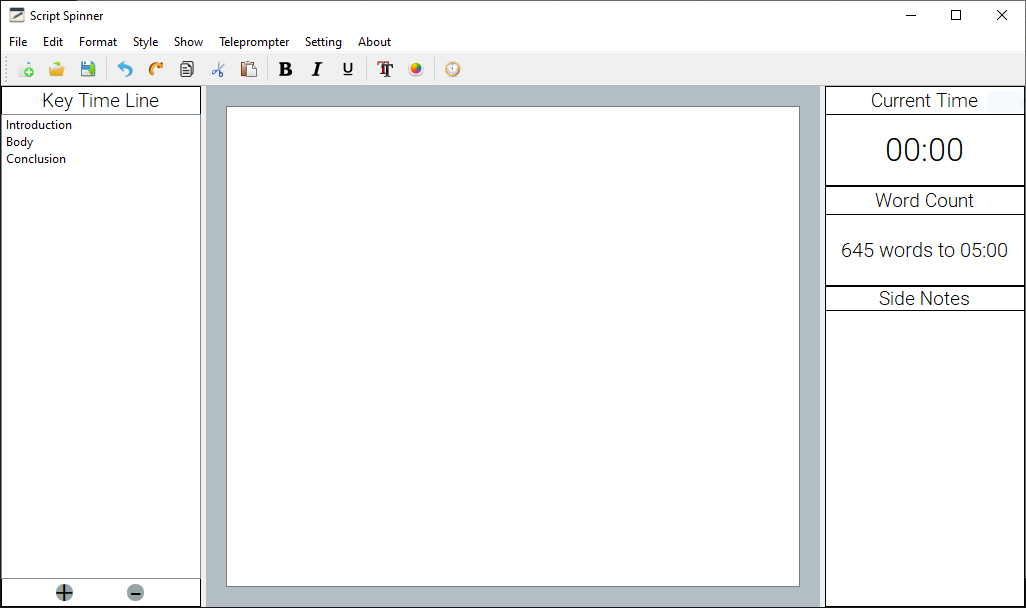 Script Spinner
File Edit Format Style Show Teleprompter Setting About
B I U TT
Key Time Line
Introduction
Body
Conclusion
Current Time
00:00
Word Count
645 words to 05:00
Side Notes